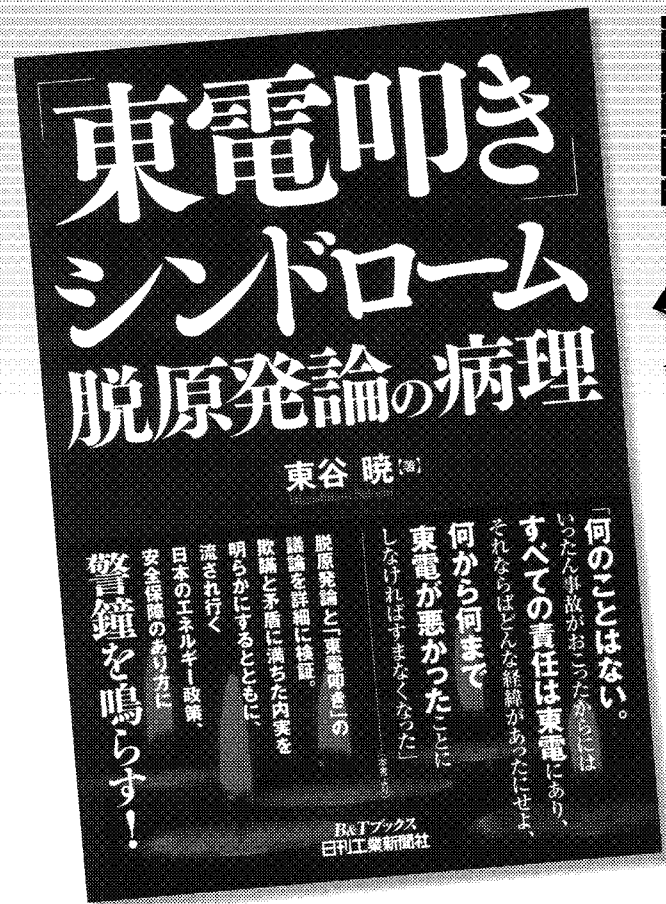 「東電叩き」
シンドローム
脱原発論の病理
東谷 暁【著】
「何のことはない。
いったん事故がおこったからには
すべての責任は東電にあり、
それならばどんな経緯があったにせよ、
何から何まで
東電が悪かったことに
しなければすまなくなった」
脱原発論と「東電叩き」の
議論を詳細に検証。
欺瞞と矛盾に満ちた内実を
明らかにするとともに、
流され行く
日本のエネルギー政策、
安全保障のあり方に
警鐘を鳴らす!
B&Tブックス
日刊工業新聞社